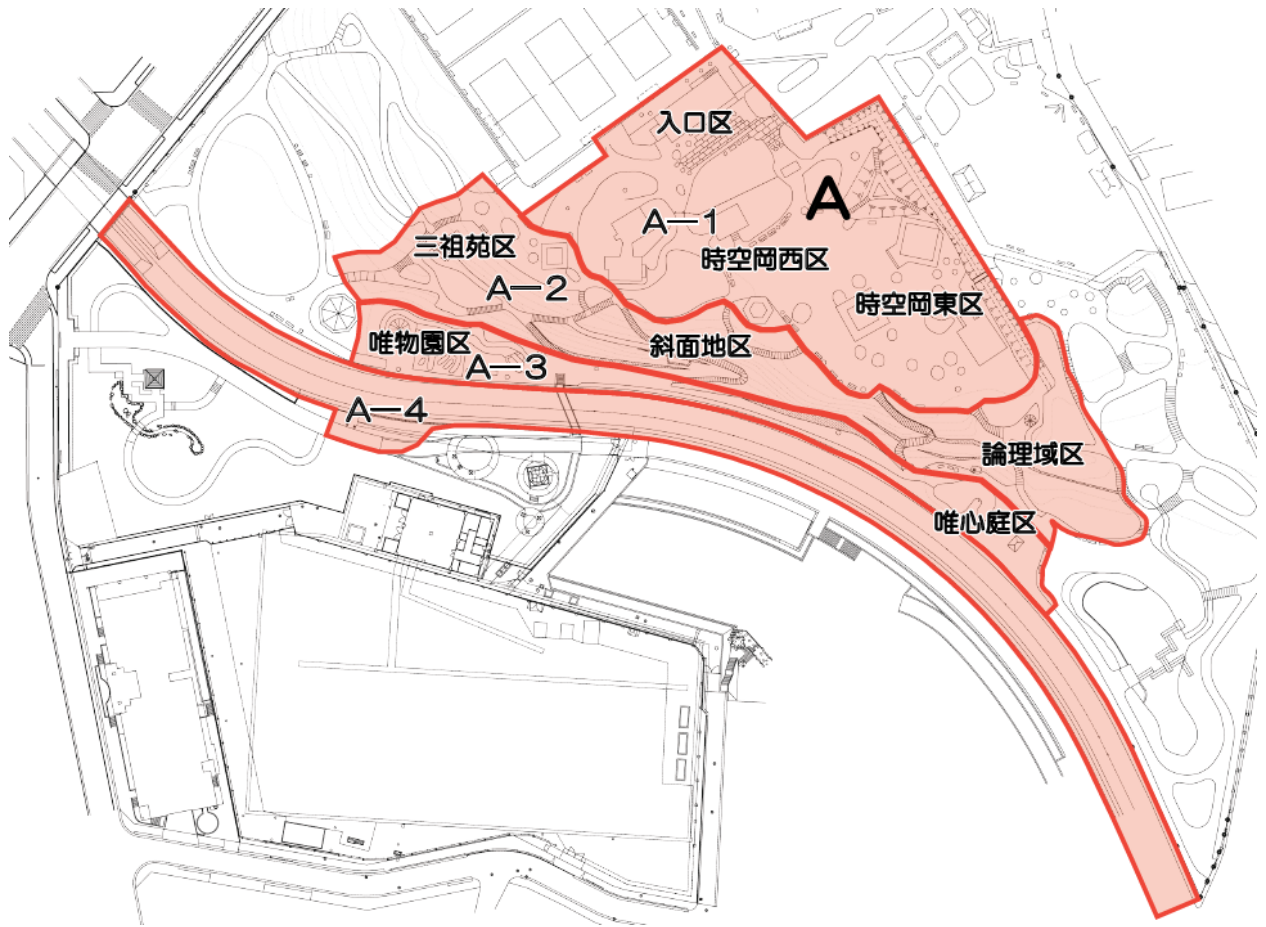 入口区
A
A—1
時空岡西区
三祖苑区
A—2
時空岡東区
唯物園区
斜面地区
A—3
A—4
論理域区
唯心庭区